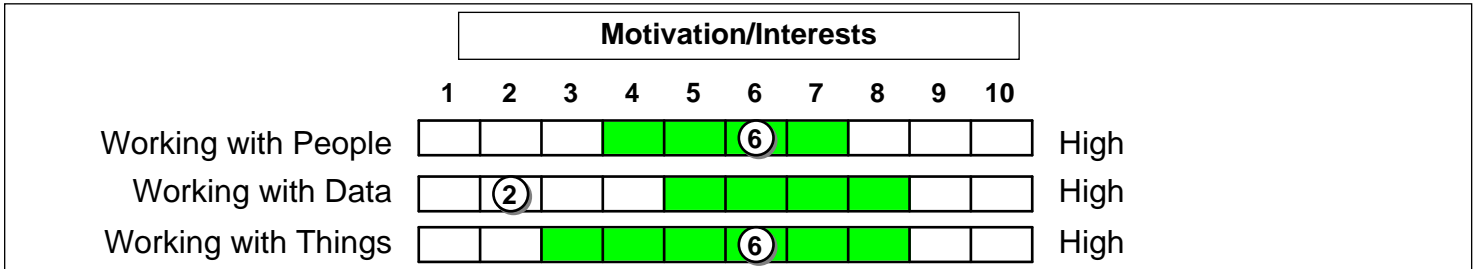 Motivation/Interests
1 2 3 4 5 6 7 8 9 10
Working with People 6 High
Working with Data 2 High
Working with Things 6 High